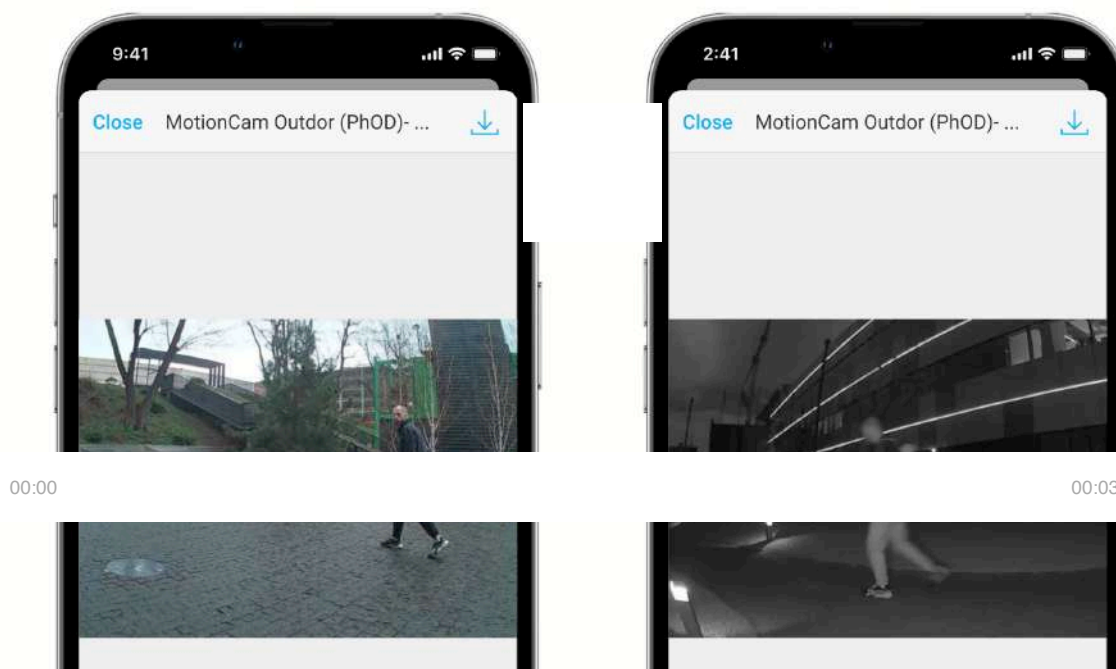 9:41
Close MotionCam Outdor (PhOD)- ...
2:41
Close MotionCam Outdor (PhOD)- ...
00:00
00:03